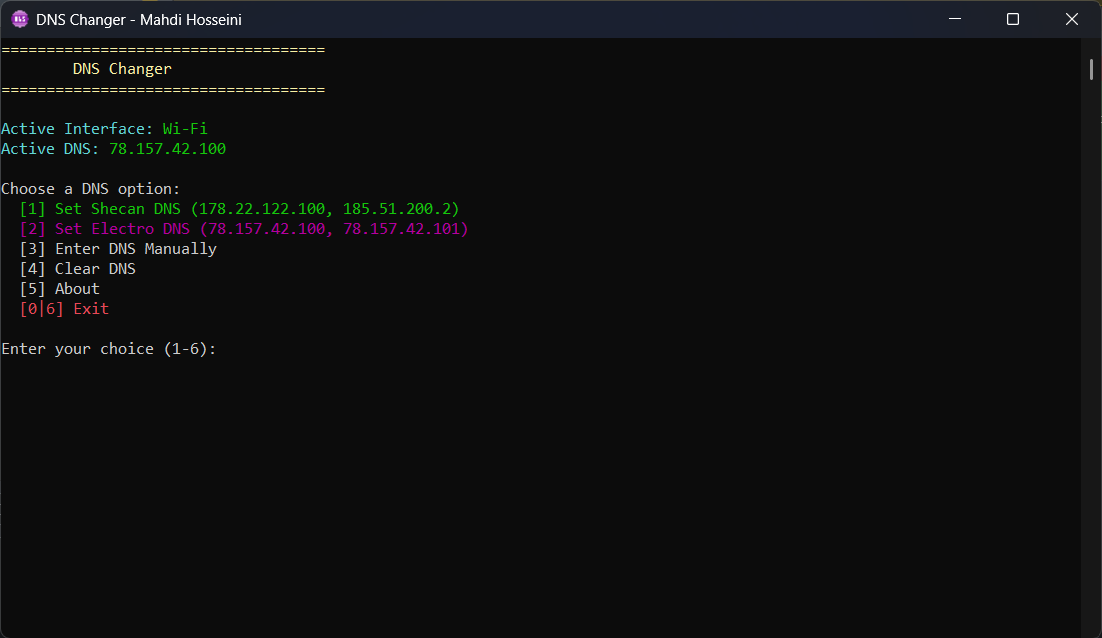 DNS Changer - Mahdi Hosseini
====================================
DNS Changer
====================================
Active Interface: Wi-Fi
Active DNS: 78.157.42.100
Choose a DNS option:
[1] Set Shecan DNS (178.22.122.100, 185.51.200.2)
[2] Set Electro DNS (78.157.42.100, 78.157.42.101)
[3] Enter DNS Manually
[4] Clear DNS
[5] About
[0|6] Exit
Enter your choice (1-6):